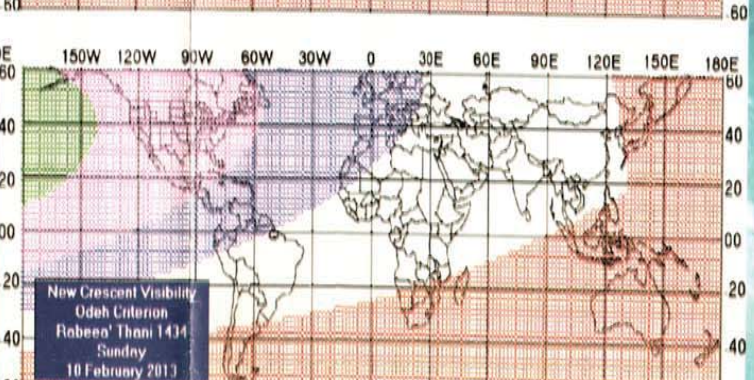 60 60
E 150W 120W 90W 60W 30W 0 30E 60E 90E 120E 150E 180E
60 60
40 40
20 20
00 00
20 20
40 40
New Crescent Visibility
Odeh Criterion
Rabeea' Thani 1434
Sunday
10 February 2013